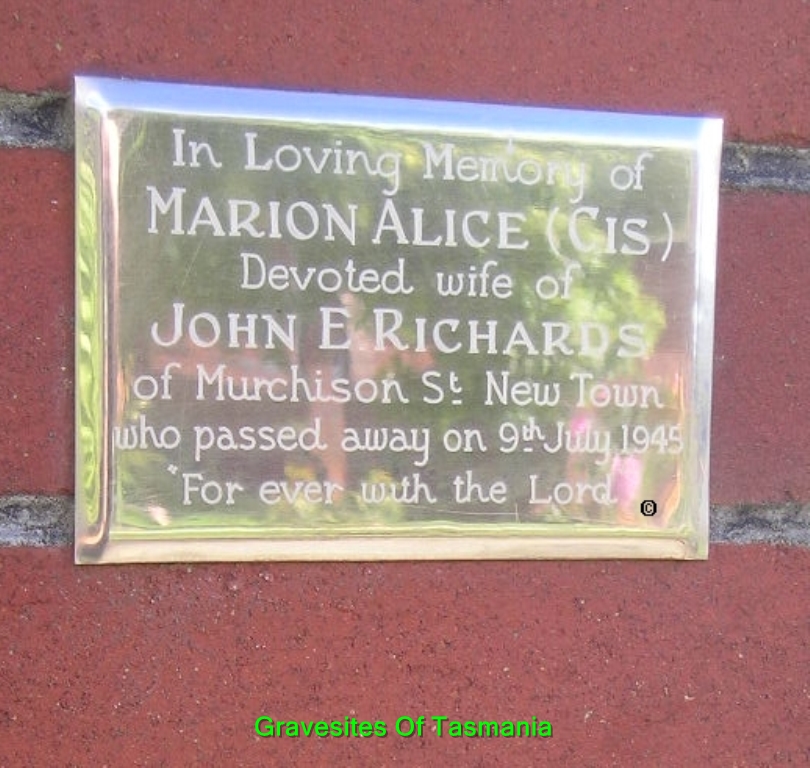 In Loving Memory of
MARION ALICE (CIS)
Devoted wife of
JOHN E RICHARDS
of Murchison St New Town
who passed away on 9th July 1945
"For ever with the Lord"
©
Gravesites Of Tasmania